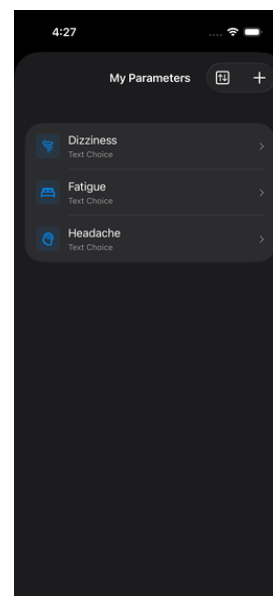 4:27
My Parameters
Dizziness
Text Choice
Fatigue
Text Choice
Headache
Text Choice